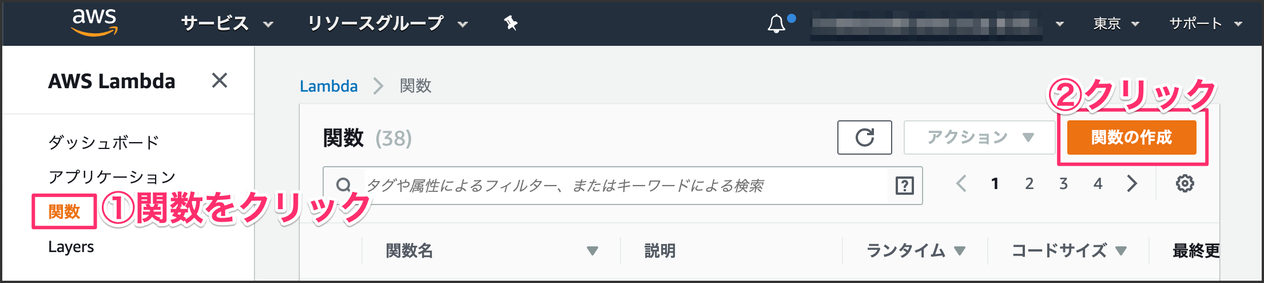 aws サービス リソースグループ 東京 サポート
AWS Lambda ×
Lambda > 関数
②クリック
関数 (38) アクション 関数の作成
ダッシュボード
アプリケーション
タグや属性によるフィルター、またはキーワードによる検索 ? 1 2 3 4
関数 ①関数をクリック
Layers
関数名 説明 ランタイム コードサイズ 最終更